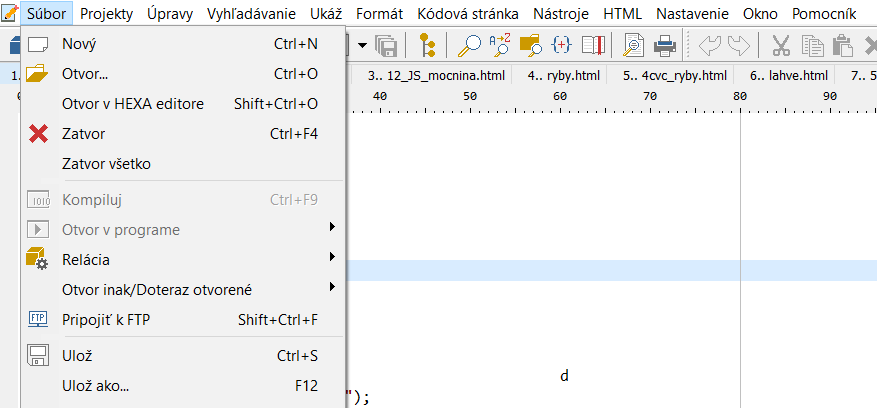 Súbor Projekty Úpravy Vyhľadávanie Ukáž Formát Kódová stránka Nástroje HTML Nastavenie Okno Pomocník
Nový Ctrl+N
Otvor... Ctrl+O
Otvor v HEXA editore Shift+Ctrl+O
Zatvor Ctrl+F4
Zatvor všetko
Kompiluj Ctrl+F9
Otvor v programe
Relácia
Otvor inak/Doteraz otvorené
Pripojiť k FTP Shift+Ctrl+F
Ulož Ctrl+S
Ulož ako... F12
1. 3.. 12_JS_mocnina.html 4.. ryby.html 5.. 4cvc_ryby.html 6.. lahve.html 7.. 5
40 50 60 70 80 90
d
");